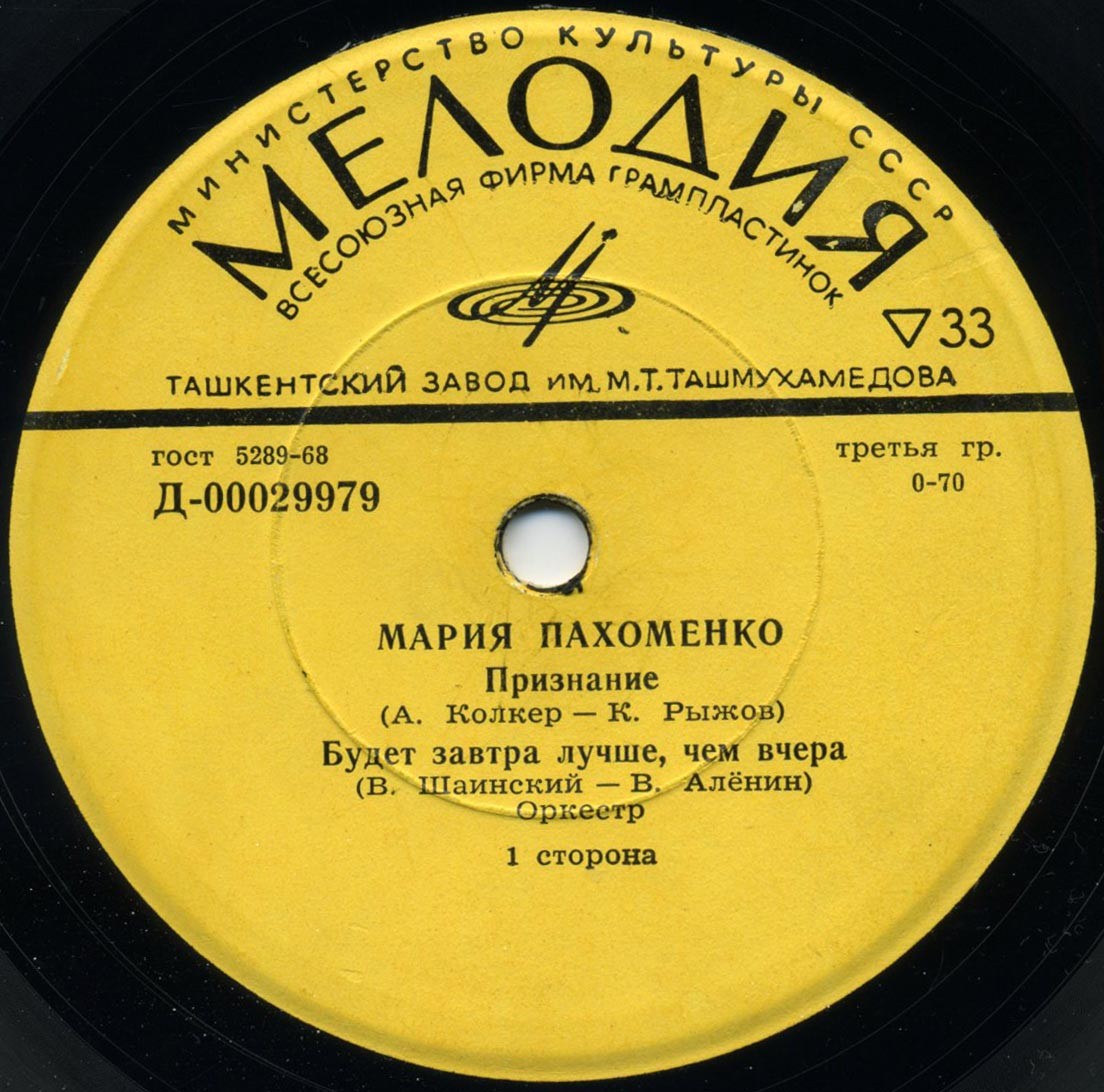 МИНИСТЕРСТВО КУЛЬТУРЫ СССР
МЕЛОДИЯ
ВСЕСОЮЗНАЯ ФИРМА ГРАМПЛАСТИНОК
▽33
ТАШКЕНТСКИЙ ЗАВОД ИМ. М.Т.ТАШМУХАМЕДОВА
гост 5289-68
третья гр.
Д-00029979
0-70
МАРИЯ ПАХОМЕНКО
Признание
(А. Колкер — К. Рыжов)
Будет завтра лучше, чем вчера
(В. Шаинский — В. Алёнин)
Оркестр
1 сторона